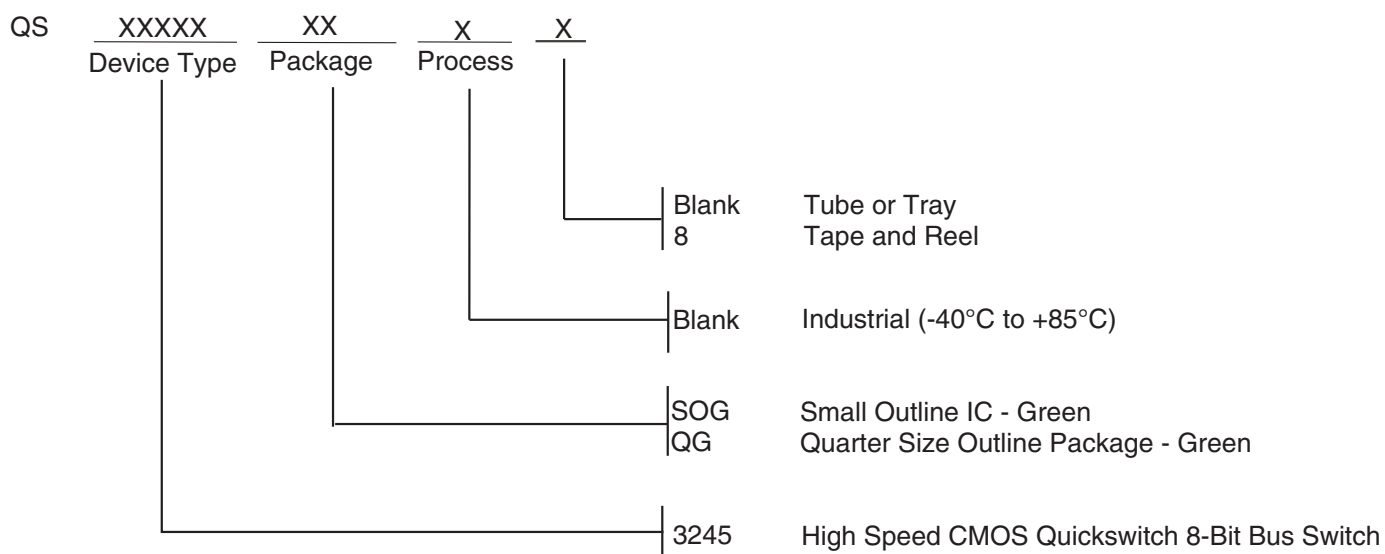 QS XXXXX XX X X
Device Type Package Process
Blank Tube or Tray
8 Tape and Reel
Blank Industrial (-40°C to +85°C)
SOG Small Outline IC - Green
QG Quarter Size Outline Package - Green
3245 High Speed CMOS Quickswitch 8-Bit Bus Switch